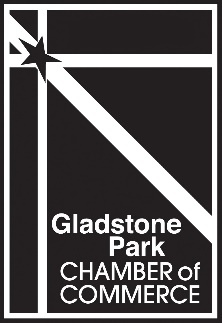 Gladstone
Park
CHAMBER of
COMMERCE